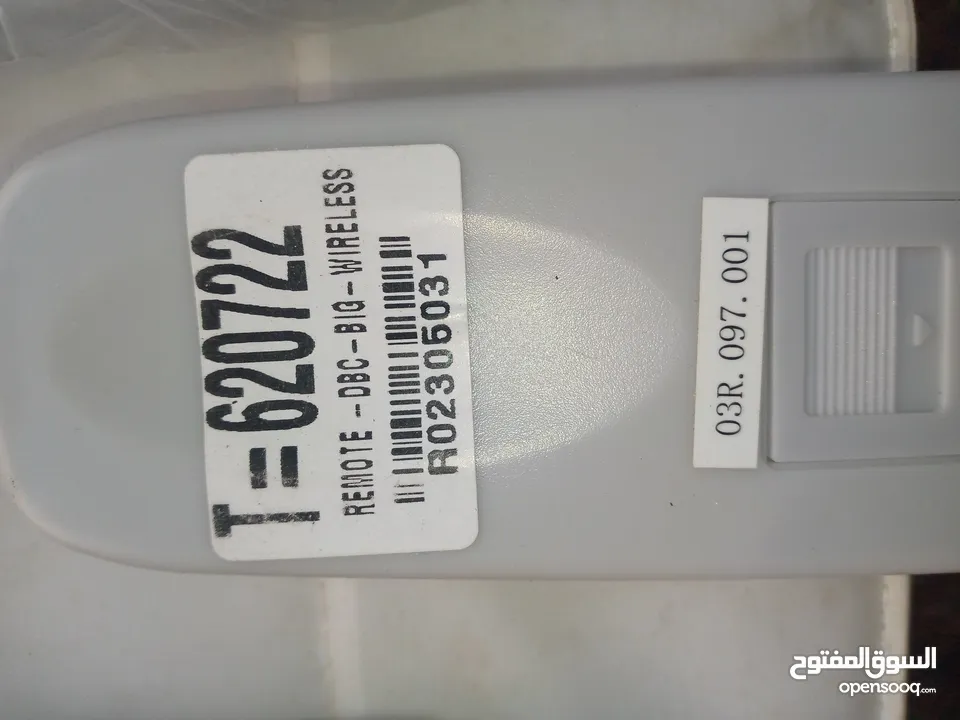 T=620722
REMOTE-DBC-BIG-WIRELESS
R02305031
03R.097.001
السوق المفتوح
opensooq.com